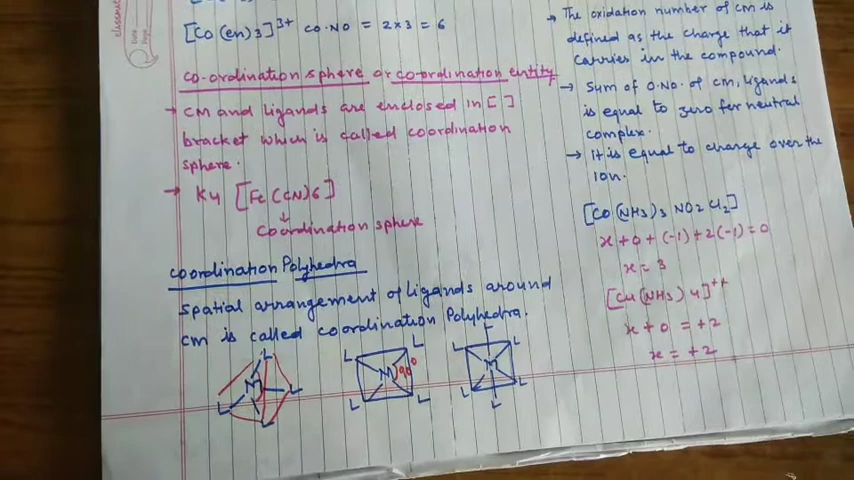 [Co(en)3]3+ CO.NO = 2x3 = 6
co-ordination sphere or coordination entity
→ CM and ligands are enclosed in [ ]
bracket which is called coordination
sphere.
→ K4 [Fe(CN)6]
↓
Coordination sphere
coordination Polyhedra
spatial arrangement of ligands around
cm is called coordination Polyhedra.
L
M
L
L
L
L L
M 90°
L L
L
L L
M
L L
L
→ The oxidation number of cm is
defined as the charge that it
carries in the compound.
→ Sum of O.No. of cm, ligands
is equal to zero for neutral
complex.
→ It is equal to charge over the
ion.
[Co(NH3)3 NO2 Cl2]
x+0+(-1)+2(-1)=0
x=3
[Cu(NH3)4]++
x+0 = +2
x = +2